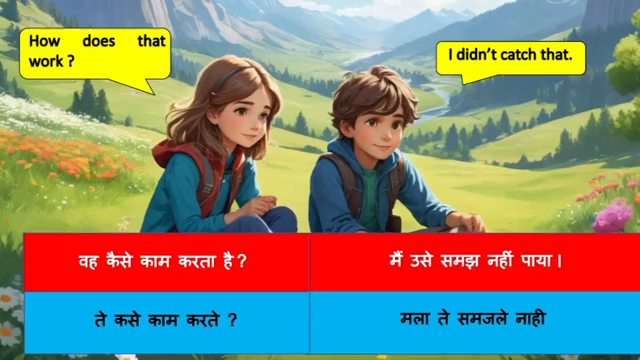 How does that
work ?
I didn't catch that.
वह कैसे काम करता है ?
मैं उसे समझ नहीं पाया ।
ते कसे काम करते ?
मला ते समजले नाही